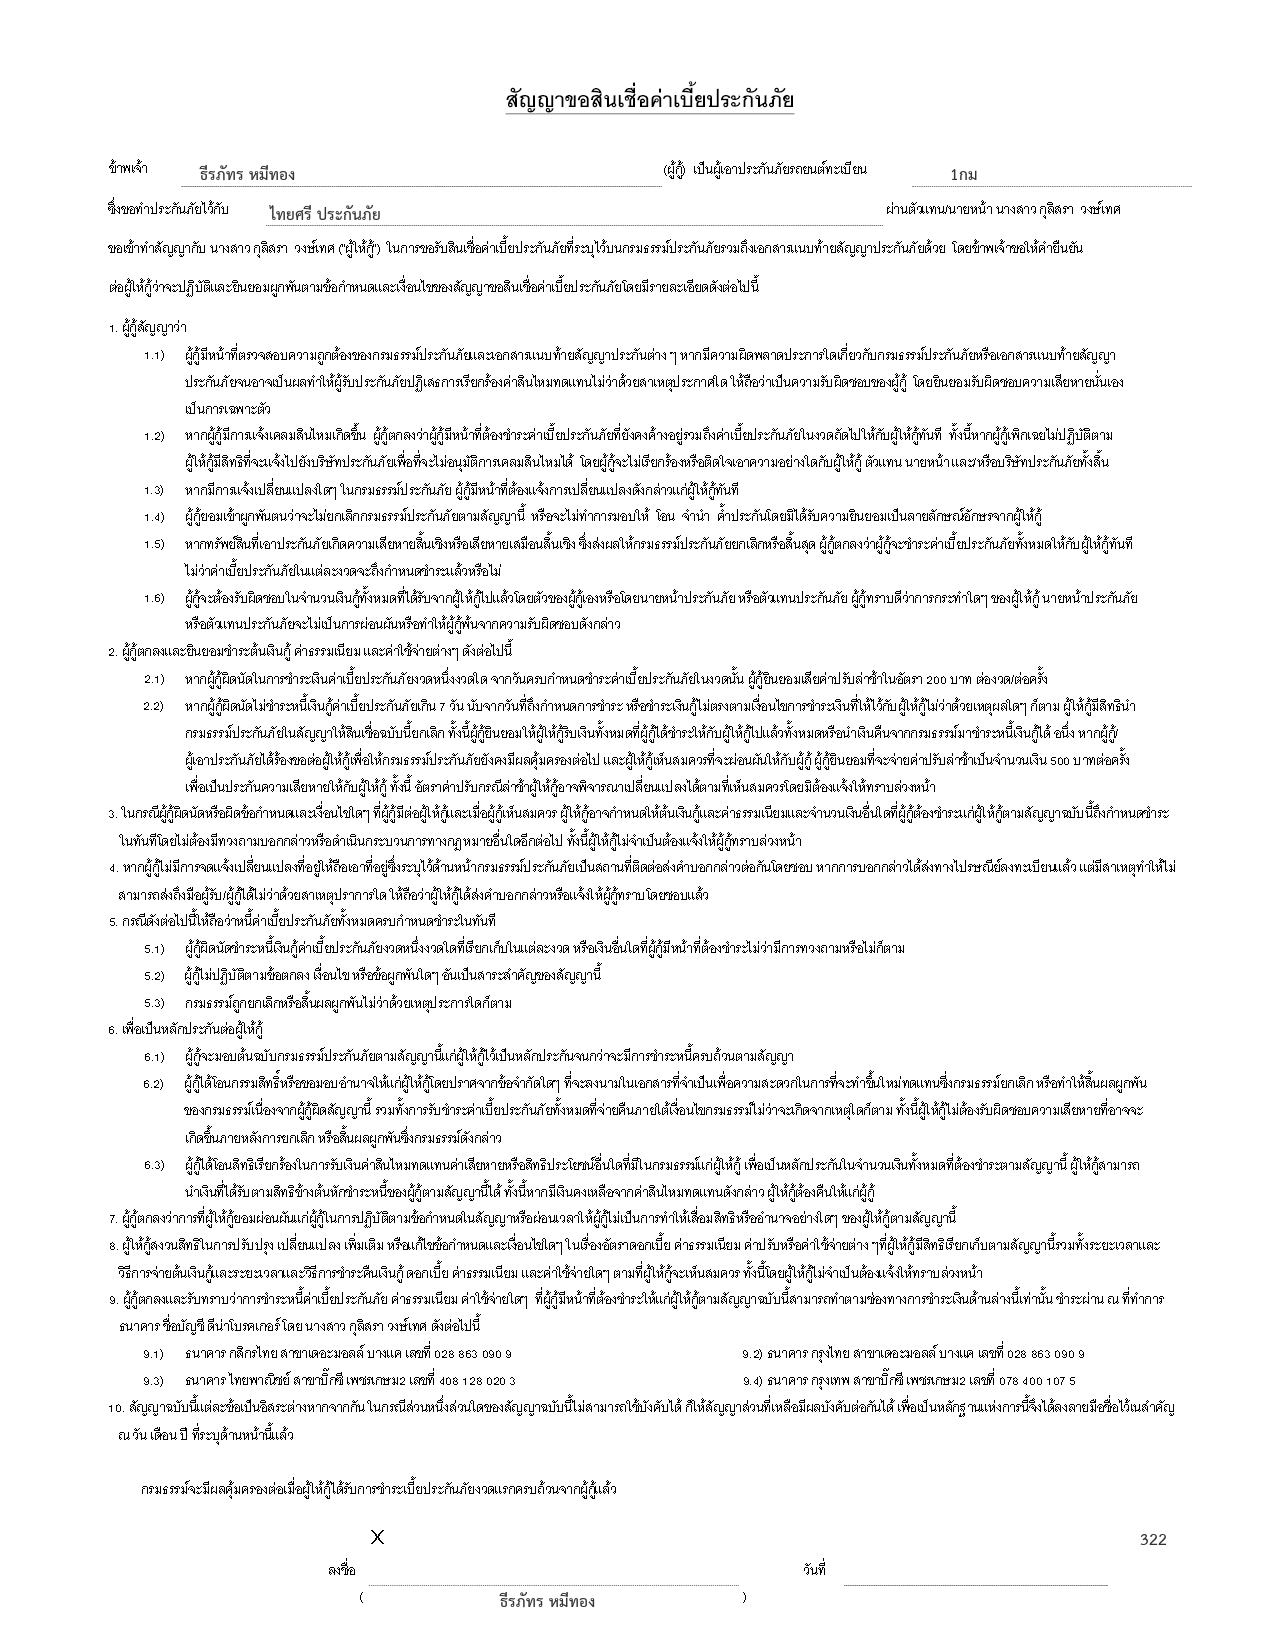 สัญญาขอสินเชื่อค่าเบี้ยประกันภัย
ข้าพเจ้า ธีรภัทร หมีทอง (ผู้กู้) เป็นผู้เอาประกันภัยรถยนต์ทะเบียน 1กม
ซึ่งขอทำประกันภัยไว้กับ ไทยศรี ประกันภัย ผ่านตัวแทน/นายหน้า นางสาว กุลิสรา วงษ์เทศ
ขอเข้าทำสัญญากับ นางสาว กุลิสรา วงษ์เทศ ("ผู้ให้กู้") ในการขอรับสินเชื่อค่าเบี้ยประกันภัยที่ระบุไว้บนกรมธรรม์ประกันภัยรวมถึงเอกสารแนบท้ายสัญญาประกันภัยด้วย โดยข้าพเจ้าขอให้คำยืนยัน
ต่อผู้ให้กู้ว่าจะปฏิบัติและยินยอมผูกพันตามข้อกำหนดและเงื่อนไขของสัญญาขอสินเชื่อค่าเบี้ยประกันภัยโดยมีรายละเอียดดังต่อไปนี้
1. ผู้กู้สัญญาว่า
1.1) ผู้กู้มีหน้าที่ตรวจสอบความถูกต้องของกรมธรรม์ประกันภัยและเอกสารแนบท้ายสัญญาประกันต่าง ๆ หากมีความผิดพลาดประการใดเกี่ยวกับกรมธรรม์ประกันภัยหรือเอกสารแนบท้ายสัญญา
ประกันภัยจนอาจเป็นผลทำให้ผู้รับประกันภัยปฏิเสธการเรียกร้องค่าสินไหมทดแทนไม่ว่าด้วยสาเหตุประกาศใด ให้ถือว่าเป็นความรับผิดชอบของผู้กู้ โดยยินยอมรับผิดชอบความเสียหายนั่นเอง
เป็นการเฉพาะตัว
1.2) หากผู้กู้มีการแจ้งเคลมสินไหมเกิดขึ้น ผู้กู้ตกลงว่าผู้กู้มีหน้าที่ต้องชำระค่าเบี้ยประกันภัยที่ยังคงค้างอยู่รวมถึงค่าเบี้ยประกันภัยในงวดถัดไปให้กับผู้ให้กู้ทันที ทั้งนี้หากผู้กู้เพิกเฉยไม่ปฏิบัติตาม
ผู้ให้กู้มีสิทธิที่จะแจ้งไปยังบริษัทประกันภัยเพื่อที่จะไม่อนุมัติการเคลมสินไหมได้ โดยผู้กู้จะไม่เรียกร้องหรือติดใจเอาความอย่างใดกับผู้ให้กู้ ตัวแทน นายหน้า และ/หรือบริษัทประกันภัยทั้งสิ้น
1.3) หากมีการแจ้งเปลี่ยนแปลงใดๆ ในกรมธรรม์ประกันภัย ผู้กู้มีหน้าที่ต้องแจ้งการเปลี่ยนแปลงดังกล่าวแก่ผู้ให้กู้ทันที
1.4) ผู้กู้ยอมเข้าผูกพันตนว่าจะไม่ยกเลิกกรมธรรม์ประกันภัยตามสัญญานี้ หรือจะไม่ทำการมอบให้ โอน จำนำ ค้ำประกันโดยมิได้รับความยินยอมเป็นลายลักษณ์อักษรจากผู้ให้กู้
1.5) หากทรัพย์สินที่เอาประกันภัยเกิดความเสียหายสิ้นเชิงหรือเสียหายเสมือนสิ้นเชิง ซึ่งส่งผลให้กรมธรรม์ประกันภัยยกเลิกหรือสิ้นสุด ผู้กู้ตกลงว่าผู้กู้จะชำระค่าเบี้ยประกันภัยทั้งหมดให้กับผู้ให้กู้ทันที
ไม่ว่าค่าเบี้ยประกันภัยในแต่ละงวดจะถึงกำหนดชำระแล้วหรือไม่
1.6) ผู้กู้จะต้องรับผิดชอบในจำนวนเงินกู้ทั้งหมดที่ได้รับจากผู้ให้กู้ไปแล้วโดยตัวของผู้กู้เองหรือโดยนายหน้าประกันภัย หรือตัวแทนประกันภัย ผู้กู้ทราบดีว่าการกระทำใดๆ ของผู้ให้กู้ นายหน้าประกันภัย
หรือตัวแทนประกันภัยจะไม่เป็นการผ่อนผันหรือทำให้ผู้กู้พ้นจากความรับผิดชอบดังกล่าว
2. ผู้กู้ตกลงและยินยอมชำระต้นเงินกู้ ค่าธรรมเนียม และค่าใช้จ่ายต่างๆ ดังต่อไปนี้
2.1) หากผู้กู้ผิดนัดในการชำระเงินค่าเบี้ยประกันภัยงวดหนึ่งงวดใด จากวันครบกำหนดชำระค่าเบี้ยประกันภัยในงวดนั้น ผู้กู้ยินยอมเสียค่าปรับล่าช้าในอัตรา 200 บาท ต่องวด/ต่อครั้ง
2.2) หากผู้กู้ผิดนัดไม่ชำระหนี้เงินกู้ค่าเบี้ยประกันภัยเกิน 7 วัน นับจากวันที่ถึงกำหนดการชำระ หรือชำระเงินกู้ไม่ตรงตามเงื่อนไขการชำระเงินที่ให้ไว้กับผู้ให้กู้ไม่ว่าด้วยเหตุผลใดๆ ก็ตาม ผู้ให้กู้มีสิทธินำ
กรมธรรม์ประกันภัยในสัญญาให้สินเชื่อฉบับนี้ยกเลิก ทั้งนี้ผู้กู้ยินยอมให้ผู้ให้กู้รับเงินทั้งหมดที่ผู้กู้ได้ชำระให้กับผู้ให้กู้ไปแล้วทั้งหมดหรือนำเงินคืนจากกรมธรรม์มาชำระหนี้เงินกู้ได้ อนึ่ง หากผู้กู้/
ผู้เอาประกันภัยได้ร้องขอต่อผู้ให้กู้เพื่อให้กรมธรรม์ประกันภัยยังคงมีผลคุ้มครองต่อไป และผู้ให้กู้เห็นสมควรที่จะผ่อนผันให้กับผู้กู้ ผู้กู้ยินยอมที่จะจ่ายค่าปรับล่าช้าเป็นจำนวนเงิน 500 บาทต่อครั้ง
เพื่อเป็นประกันความเสียหายให้กับผู้ให้กู้ ทั้งนี้ อัตราค่าปรับกรณีล่าช้าผู้ให้กู้อาจพิจารณาเปลี่ยนแปลงได้ตามที่เห็นสมควรโดยมิต้องแจ้งให้ทราบล่วงหน้า
3. ในกรณีผู้กู้ผิดนัดหรือผิดข้อกำหนดและเงื่อนไขใดๆ ที่ผู้กู้มีต่อผู้ให้กู้และเมื่อผู้กู้เห็นสมควร ผู้ให้กู้อาจกำหนดให้ต้นเงินกู้และค่าธรรมเนียมและจำนวนเงินอื่นใดที่ผู้กู้ต้องชำระแก่ผู้ให้กู้ตามสัญญาฉบับนี้ถึงกำหนดชำระ
ในทันทีโดยไม่ต้องมีทวงถามบอกกล่าวหรือดำเนินกระบวนการทางกฎหมายอื่นใดอีกต่อไป ทั้งนี้ผู้ให้กู้ไม่จำเป็นต้องแจ้งให้ผู้กู้ทราบล่วงหน้า
4. หากผู้กู้ไม่มีการจดแจ้งเปลี่ยนแปลงที่อยู่ให้ถือเอาที่อยู่ซึ่งระบุไว้ด้านหน้ากรมธรรม์ประกันภัยเป็นสถานที่ติดต่อส่งคำบอกกล่าวต่อกันโดยชอบ หากการบอกกล่าวได้ส่งทางไปรษณีย์ลงทะเบียนแล้ว แต่มีสาเหตุทำให้ไม่
สามารถส่งถึงมือผู้รับ/ผู้กู้ได้ไม่ว่าด้วยสาเหตุปราการใด ให้ถือว่าผู้ให้กู้ได้ส่งคำบอกกล่าวหรือแจ้งให้ผู้กู้ทราบโดยชอบแล้ว
5. กรณีดังต่อไปนี้ให้ถือว่าหนี้ค่าเบี้ยประกันภัยทั้งหมดครบกำหนดชำระในทันที
5.1) ผู้กู้ผิดนัดชำระหนี้เงินกู้ค่าเบี้ยประกันภัยงวดหนึ่งงวดใดที่เรียกเก็บในแต่ละงวด หรือเงินอื่นใดที่ผู้กู้มีหน้าที่ต้องชำระไม่ว่ามีการทวงถามหรือไม่ก็ตาม
5.2) ผู้กู้ไม่ปฏิบัติตามข้อตกลง เงื่อนไข หรือข้อผูกพันใดๆ อันเป็นสาระสำคัญของสัญญานี้
5.3) กรมธรรม์ถูกยกเลิกหรือสิ้นผลผูกพันไม่ว่าด้วยเหตุประการใดก็ตาม
6. เพื่อเป็นหลักประกันต่อผู้ให้กู้
6.1) ผู้กู้จะมอบต้นฉบับกรมธรรม์ประกันภัยตามสัญญานี้แก่ผู้ให้กู้ไว้เป็นหลักประกันจนกว่าจะมีการชำระหนี้ครบถ้วนตามสัญญา
6.2) ผู้กู้ได้โอนกรรมสิทธิ์หรือขอมอบอำนาจให้แก่ผู้ให้กู้โดยปราศจากข้อจำกัดใดๆ ที่จะลงนามในเอกสารที่จำเป็นเพื่อความสะดวกในการที่จะทำขึ้นใหม่ทดแทนซึ่งกรมธรรม์ยกเลิก หรือทำให้สิ้นผลผูกพัน
ของกรมธรรม์เนื่องจากผู้กู้ผิดสัญญานี้ รวมทั้งการรับชำระค่าเบี้ยประกันภัยทั้งหมดที่จ่ายคืนภายใต้เงื่อนไขกรมธรรม์ไม่ว่าจะเกิดจากเหตุใดก็ตาม ทั้งนี้ผู้ให้กู้ไม่ต้องรับผิดชอบความเสียหายที่อาจจะ
เกิดขึ้นภายหลังการยกเลิก หรือสิ้นผลผูกพันซึ่งกรมธรรม์ดังกล่าว
6.3) ผู้กู้ได้โอนสิทธิเรียกร้องในการรับเงินค่าสินไหมทดแทนค่าเสียหายหรือสิทธิประโยชน์อื่นใดที่มีในกรมธรรม์แก่ผู้ให้กู้ เพื่อเป็นหลักประกันในจำนวนเงินทั้งหมดที่ต้องชำระตามสัญญานี้ ผู้ให้กู้สามารถ
นำเงินที่ได้รับตามสิทธิข้างต้นหักชำระหนี้ของผู้กู้ตามสัญญานี้ได้ ทั้งนี้หากมีเงินคงเหลือจากค่าสินไหมทดแทนดังกล่าว ผู้ให้กู้ต้องคืนให้แก่ผู้กู้
7. ผู้กู้ตกลงว่าการที่ผู้ให้กู้ยอมผ่อนผันแก่ผู้กู้ในการปฏิบัติตามข้อกำหนดในสัญญาหรือผ่อนเวลาให้ผู้กู้ไม่เป็นการทำให้เสื่อมสิทธิหรืออำนาจอย่างใดๆ ของผู้ให้กู้ตามสัญญานี้
8. ผู้ให้กู้สงวนสิทธิในการปรับปรุง เปลี่ยนแปลง เพิ่มเติม หรือแก้ไขข้อกำหนดและเงื่อนไขใดๆ ในเรื่องอัตราดอกเบี้ย ค่าธรรมเนียม ค่าปรับหรือค่าใช้จ่ายต่าง ๆที่ผู้ให้กู้มีสิทธิเรียกเก็บตามสัญญานี้รวมทั้งระยะเวลาและ
วิธีการจ่ายต้นเงินกู้และระยะเวลาและวิธีการชำระคืนเงินกู้ ดอกเบี้ย ค่าธรรมเนียม และค่าใช้จ่ายใดๆ ตามที่ผู้ให้กู้จะเห็นสมควร ทั้งนี้โดยผู้ให้กู้ไม่จำเป็นต้องแจ้งให้ทราบล่วงหน้า
9. ผู้กู้ตกลงและรับทราบว่าการชำระหนี้ค่าเบี้ยประกันภัย ค่าธรรมเนียม ค่าใช้จ่ายใดๆ ที่ผู้กู้มีหน้าที่ต้องชำระให้แก่ผู้ให้กู้ตามสัญญาฉบับนี้สามารถทำตามช่องทางการชำระเงินด้านล่างนี้เท่านั้น ชำระผ่าน ณ ที่ทำการ
ธนาคาร ชื่อบัญชี ดีน่าโบรคเกอร์ โดย นางสาว กุลิสรา วงษ์เทศ ดังต่อไปนี้
9.1) ธนาคาร กสิกรไทย สาขาเดอะมอลล์ บางแค เลขที่ 028 863 090 9 9.2) ธนาคาร กรุงไทย สาขาเดอะมอลล์ บางแค เลขที่ 028 863 090 9
9.3) ธนาคาร ไทยพาณิชย์ สาขาบิ๊กซี เพชรเกษม2 เลขที่ 408 128 020 3 9.4) ธนาคาร กรุงเทพ สาขาบิ๊กซี เพชรเกษม2 เลขที่ 078 400 107 5
10. สัญญาฉบับนี้แต่ละข้อเป็นอิสระต่างหากจากกัน ในกรณีส่วนหนึ่งส่วนใดของสัญญาฉบับนี้ไม่สามารถใช้บังคับได้ ก็ให้สัญญาส่วนที่เหลือมีผลบังคับต่อกันได้ เพื่อเป็นหลักฐานแห่งการนี้จึงได้ลงลายมือชื่อไว้เนสำคัญ
ณ วัน เดือน ปี ที่ระบุด้านหน้านี้แล้ว
กรมธรรม์จะมีผลคุ้มครองต่อเมื่อผู้ให้กู้ได้รับการชำระเบี้ยประกันภัยงวดแรกครบถ้วนจากผู้กู้แล้ว
X 322
ลงชื่อ วันที่
( ธีรภัทร หมีทอง )